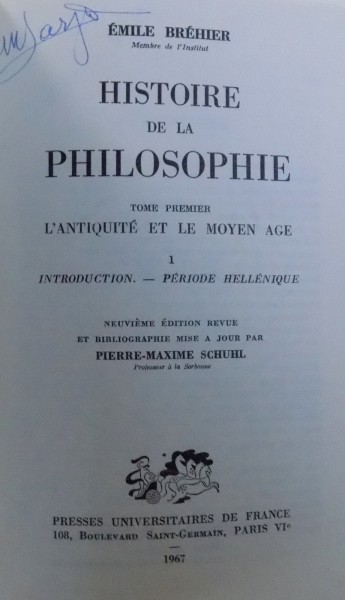 ÉMILE BRÉHIER
Membre de l'Institut
HISTOIRE
DE LA
PHILOSOPHIE
TOME PREMIER
L'ANTIQUITÉ ET LE MOYEN AGE
1
INTRODUCTION. — PÉRIODE HELLÉNIQUE
NEUVIÈME ÉDITION REVUE
ET BIBLIOGRAPHIE MISE A JOUR PAR
PIERRE-MAXIME SCHUHL
Professeur à la Sorbonne
PRESSES UNIVERSITAIRES DE FRANCE
108, BOULEVARD SAINT-GERMAIN, PARIS VIe
—
1967